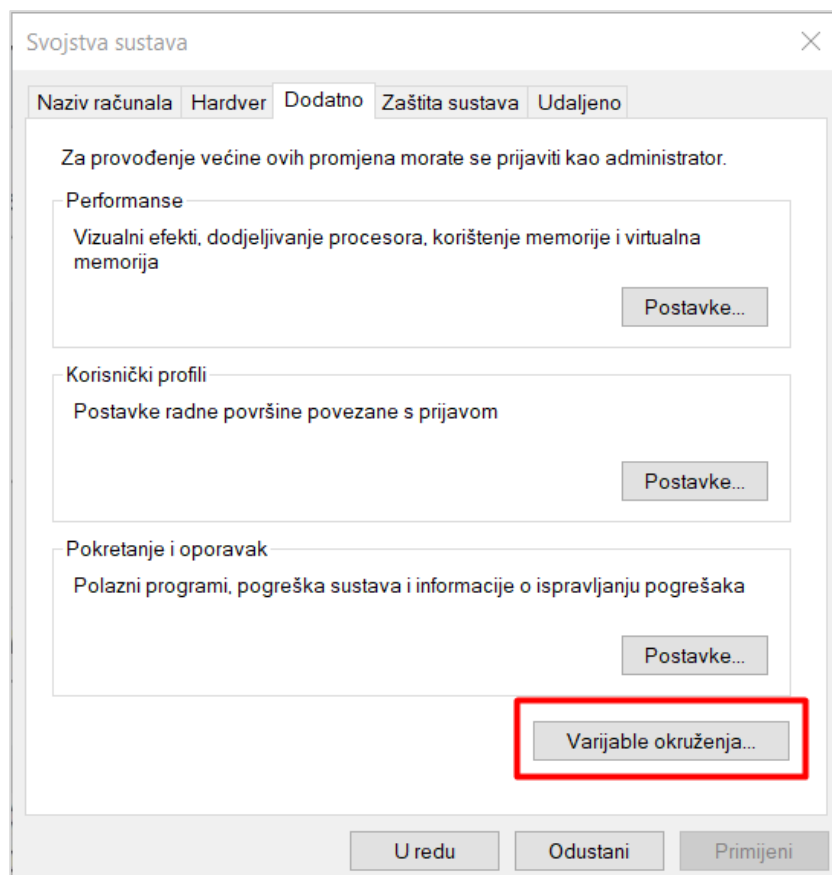 Svojstva sustava
Naziv računala
Hardver
Dodatno
Zaštita sustava
Udaljeno
Za provođenje većine ovih promjena morate se prijaviti kao administrator.
Performanse
Vizualni efekti, dodjeljivanje procesora, korištenje memorije i virtualna
memorija
Postavke...
Korisnički profili
Postavke radne površine povezane s prijavom
Postavke...
Pokretanje i oporavak
Polazni programi, pogreška sustava i informacije o ispravljanju pogrešaka
Postavke...
Varijable okruženja...
U redu
Odustani
Primijeni